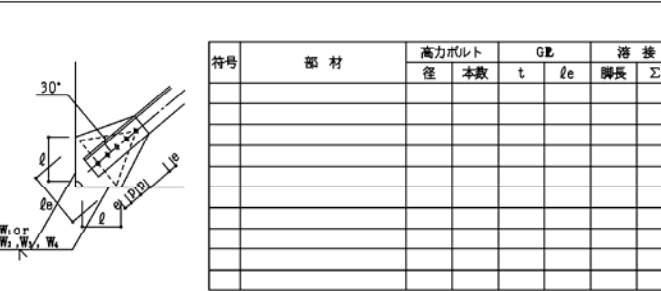 符号 部材 高力ボルト GPL 溶接
径 本数 t ℓe 脚長 Σ
30°
ℓ
ℓe
ℓ
e P P e
W₁or
W₂,W₃, W₄